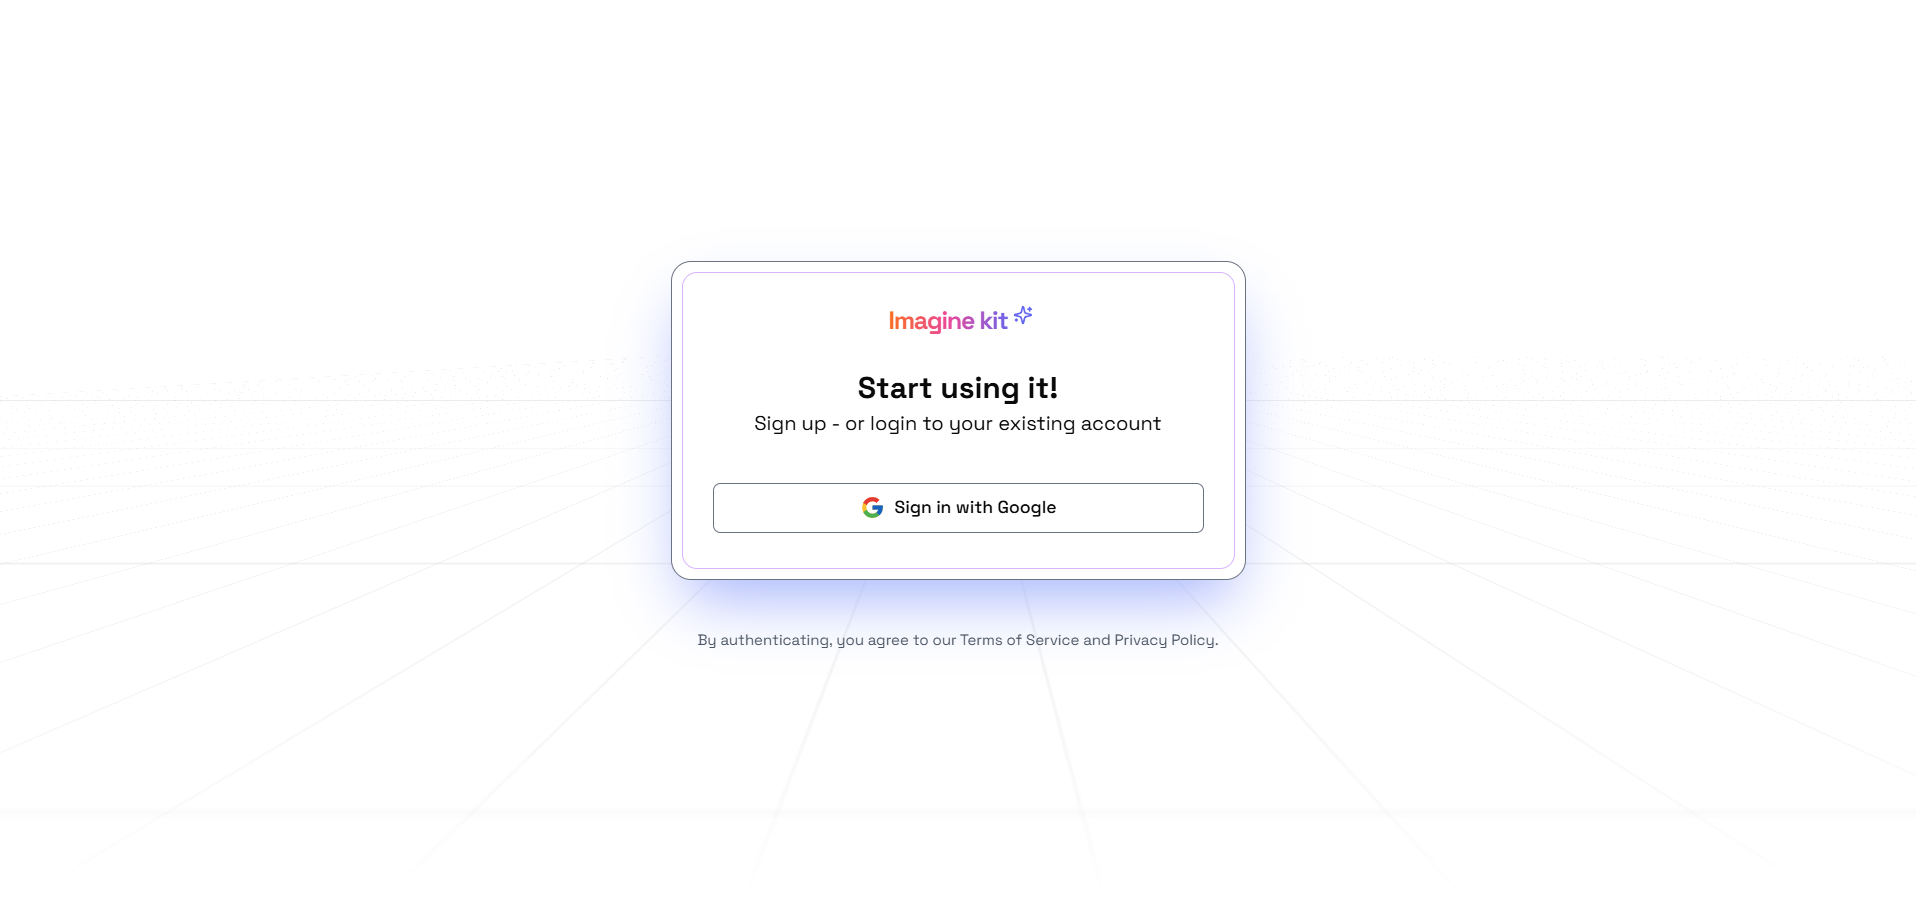 Imagine kit
Start using it!
Sign up - or login to your existing account
Sign in with Google
By authenticating, you agree to our Terms of Service and Privacy Policy.